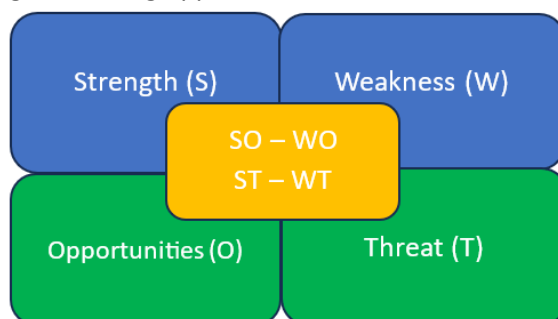 Strength (S)
Weakness (W)
SO – WO
ST – WT
Opportunities (O)
Threat (T)